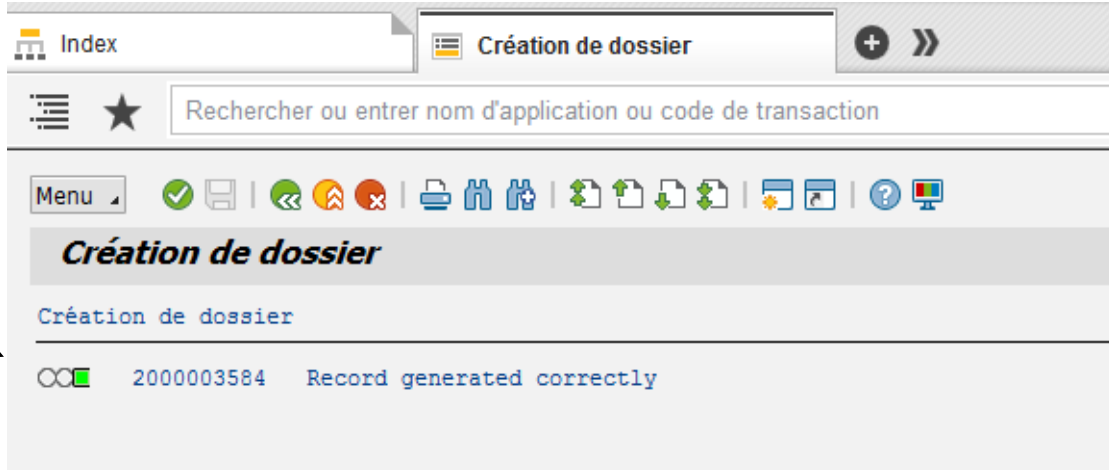 Index
Création de dossier
Rechercher ou entrer nom d'application ou code de transaction
Menu
Création de dossier
Création de dossier
2000003584 Record generated correctly